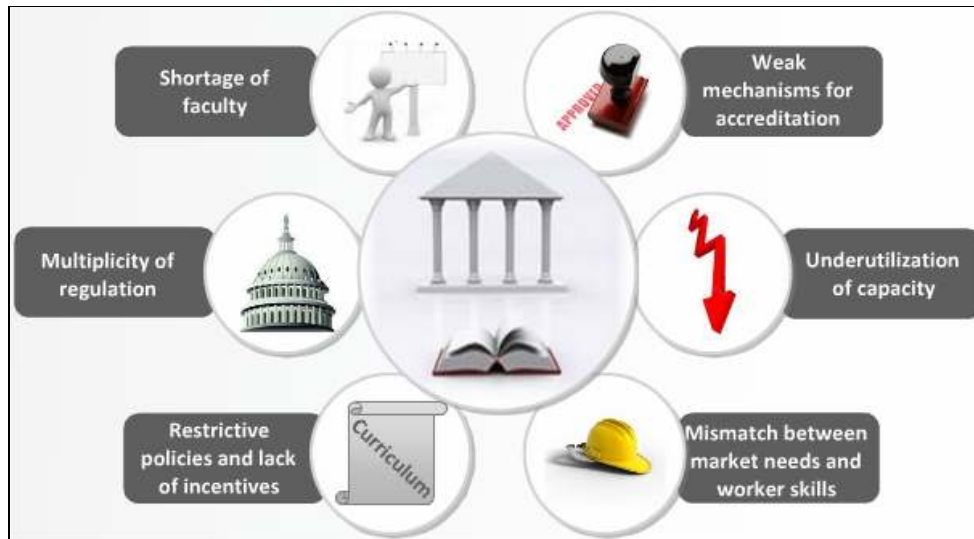 Shortage of
faculty
APPROVED
Weak
mechanisms for
accreditation
Multiplicity of
regulation
Underutilization
of capacity
Restrictive
policies and lack
of incentives
Curriculum
Mismatch between
market needs and
worker skills